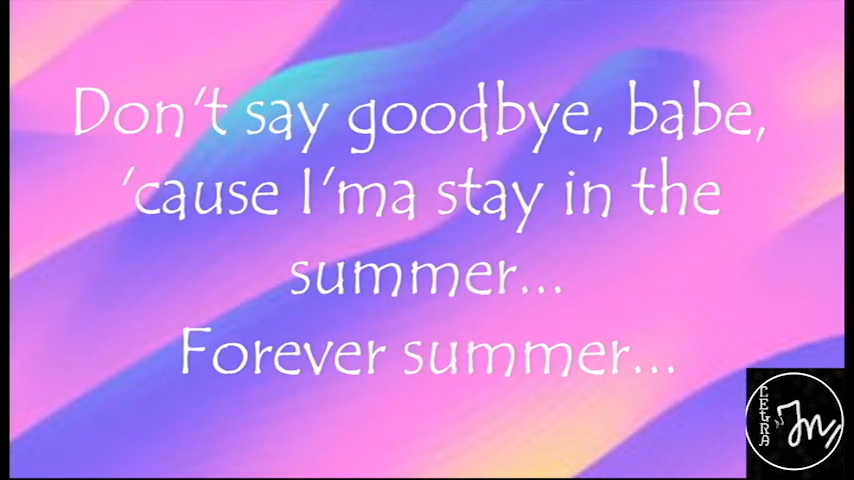 Don't say goodbye, babe,
'cause I'ma stay in the
summer...
Forever summer...
LETRA